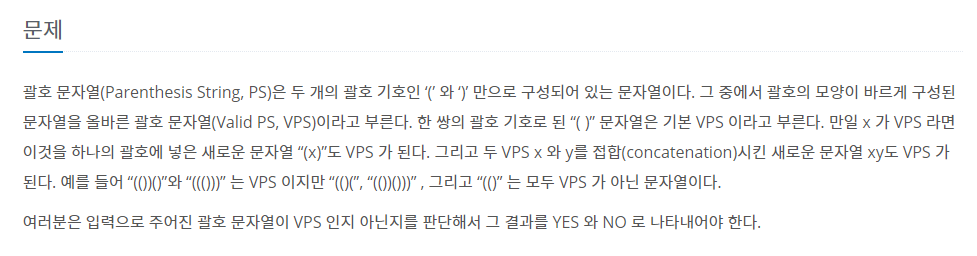 문제
괄호 문자열(Parenthesis String, PS)은 두 개의 괄호 기호인 ‘(’ 와 ‘)’ 만으로 구성되어 있는 문자열이다. 그 중에서 괄호의 모양이 바르게 구성된
문자열을 올바른 괄호 문자열(Valid PS, VPS)이라고 부른다. 한 쌍의 괄호 기호로 된 “( )” 문자열은 기본 VPS 이라고 부른다. 만일 x 가 VPS 라면
이것을 하나의 괄호에 넣은 새로운 문자열 “(x)”도 VPS 가 된다. 그리고 두 VPS x 와 y를 접합(concatenation)시킨 새로운 문자열 xy도 VPS 가
된다. 예를 들어 “(())()”와 “((()))” 는 VPS 이지만 “(()(”, “(())()))” , 그리고 “(()” 는 모두 VPS 가 아닌 문자열이다.
여러분은 입력으로 주어진 괄호 문자열이 VPS 인지 아닌지를 판단해서 그 결과를 YES 와 NO 로 나타내어야 한다.